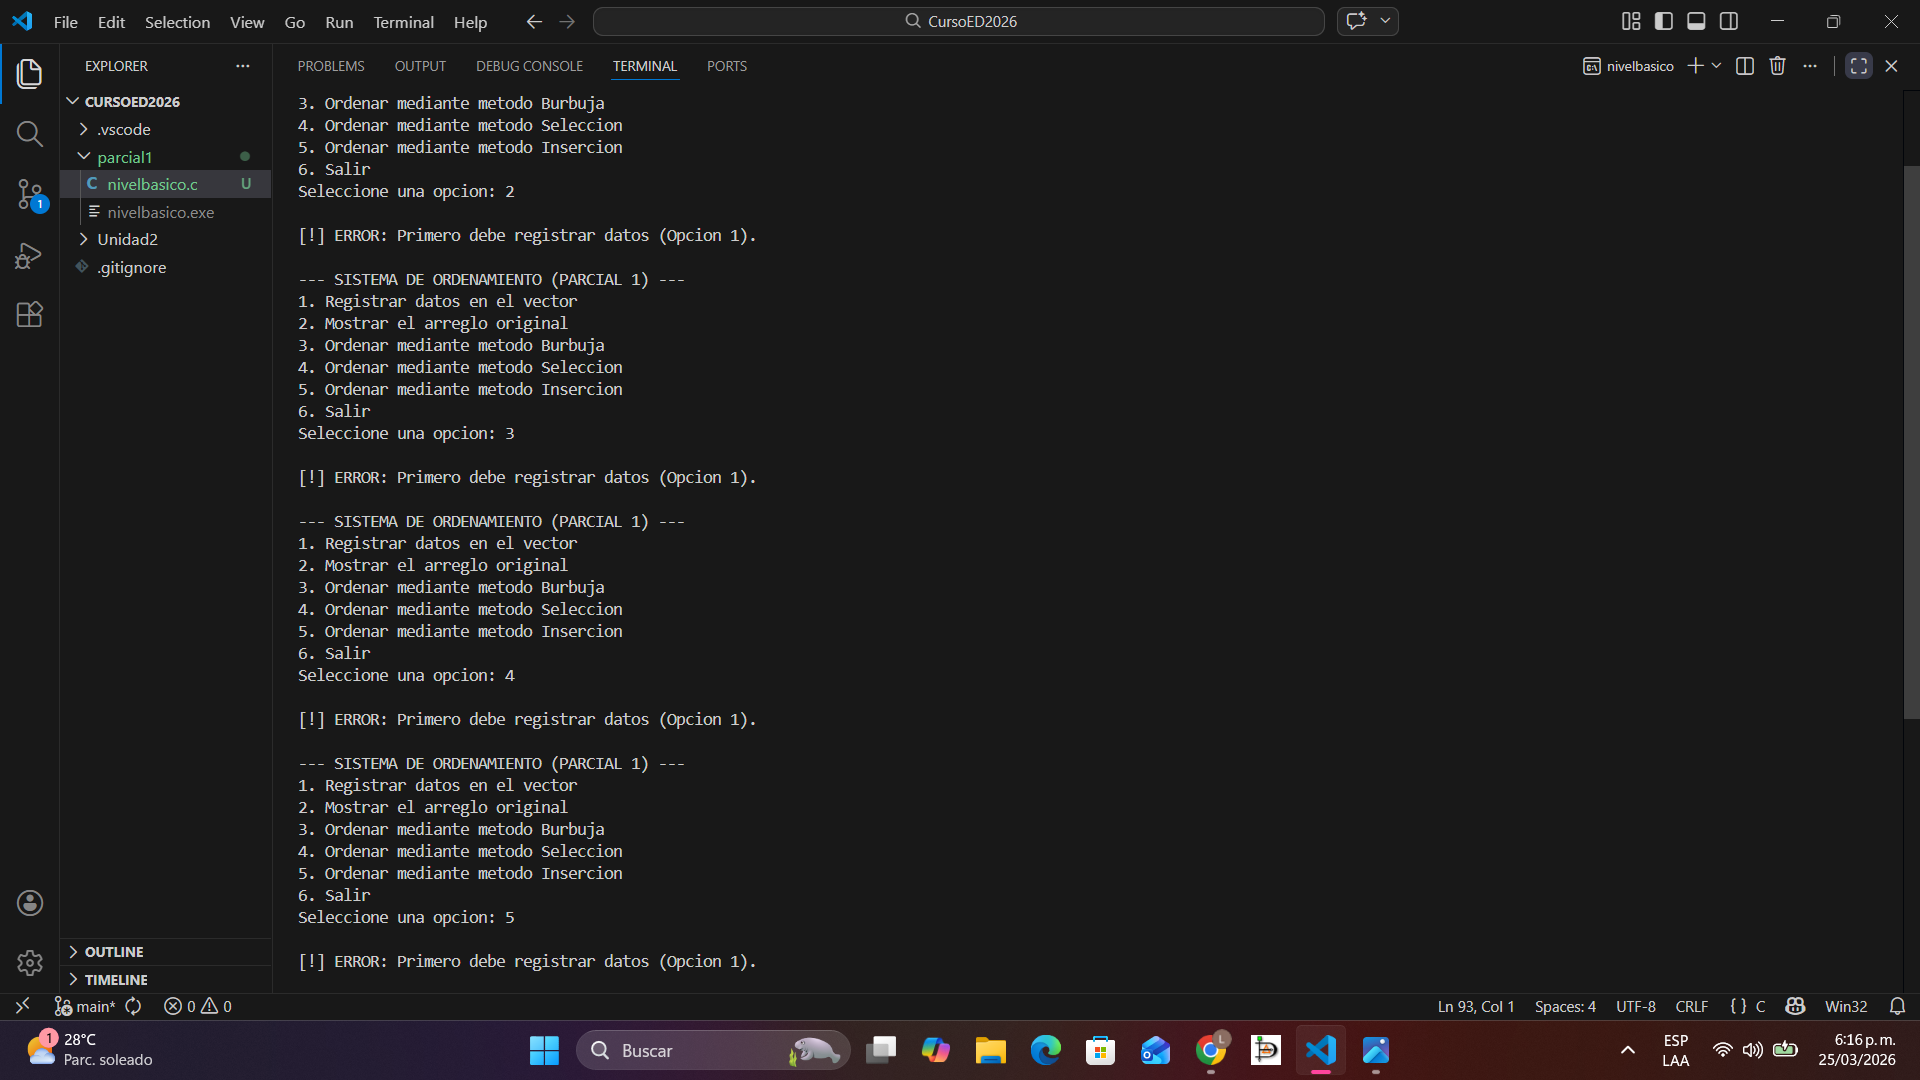 File Edit Selection View Go Run Terminal Help
CursoED2026
EXPLORER
CURSOED2026
.vscode
parcial1
C nivelbasico.c U
nivelbasico.exe
Unidad2
.gitignore
1
OUTLINE
TIMELINE
PROBLEMS OUTPUT DEBUG CONSOLE TERMINAL PORTS
nivelbasico
3. Ordenar mediante metodo Burbuja
4. Ordenar mediante metodo Seleccion
5. Ordenar mediante metodo Insercion
6. Salir
Seleccione una opcion: 2
[!] ERROR: Primero debe registrar datos (Opcion 1).
--- SISTEMA DE ORDENAMIENTO (PARCIAL 1) ---
1. Registrar datos en el vector
2. Mostrar el arreglo original
3. Ordenar mediante metodo Burbuja
4. Ordenar mediante metodo Seleccion
5. Ordenar mediante metodo Insercion
6. Salir
Seleccione una opcion: 3
[!] ERROR: Primero debe registrar datos (Opcion 1).
--- SISTEMA DE ORDENAMIENTO (PARCIAL 1) ---
1. Registrar datos en el vector
2. Mostrar el arreglo original
3. Ordenar mediante metodo Burbuja
4. Ordenar mediante metodo Seleccion
5. Ordenar mediante metodo Insercion
6. Salir
Seleccione una opcion: 4
[!] ERROR: Primero debe registrar datos (Opcion 1).
--- SISTEMA DE ORDENAMIENTO (PARCIAL 1) ---
1. Registrar datos en el vector
2. Mostrar el arreglo original
3. Ordenar mediante metodo Burbuja
4. Ordenar mediante metodo Seleccion
5. Ordenar mediante metodo Insercion
6. Salir
Seleccione una opcion: 5
[!] ERROR: Primero debe registrar datos (Opcion 1).
main* 0 0
Ln 93, Col 1 Spaces: 4 UTF-8 CRLF {} C Win32
1
28°C
Parc. soleado
Buscar
L
ESP
LAA
6:16 p. m.
25/03/2026